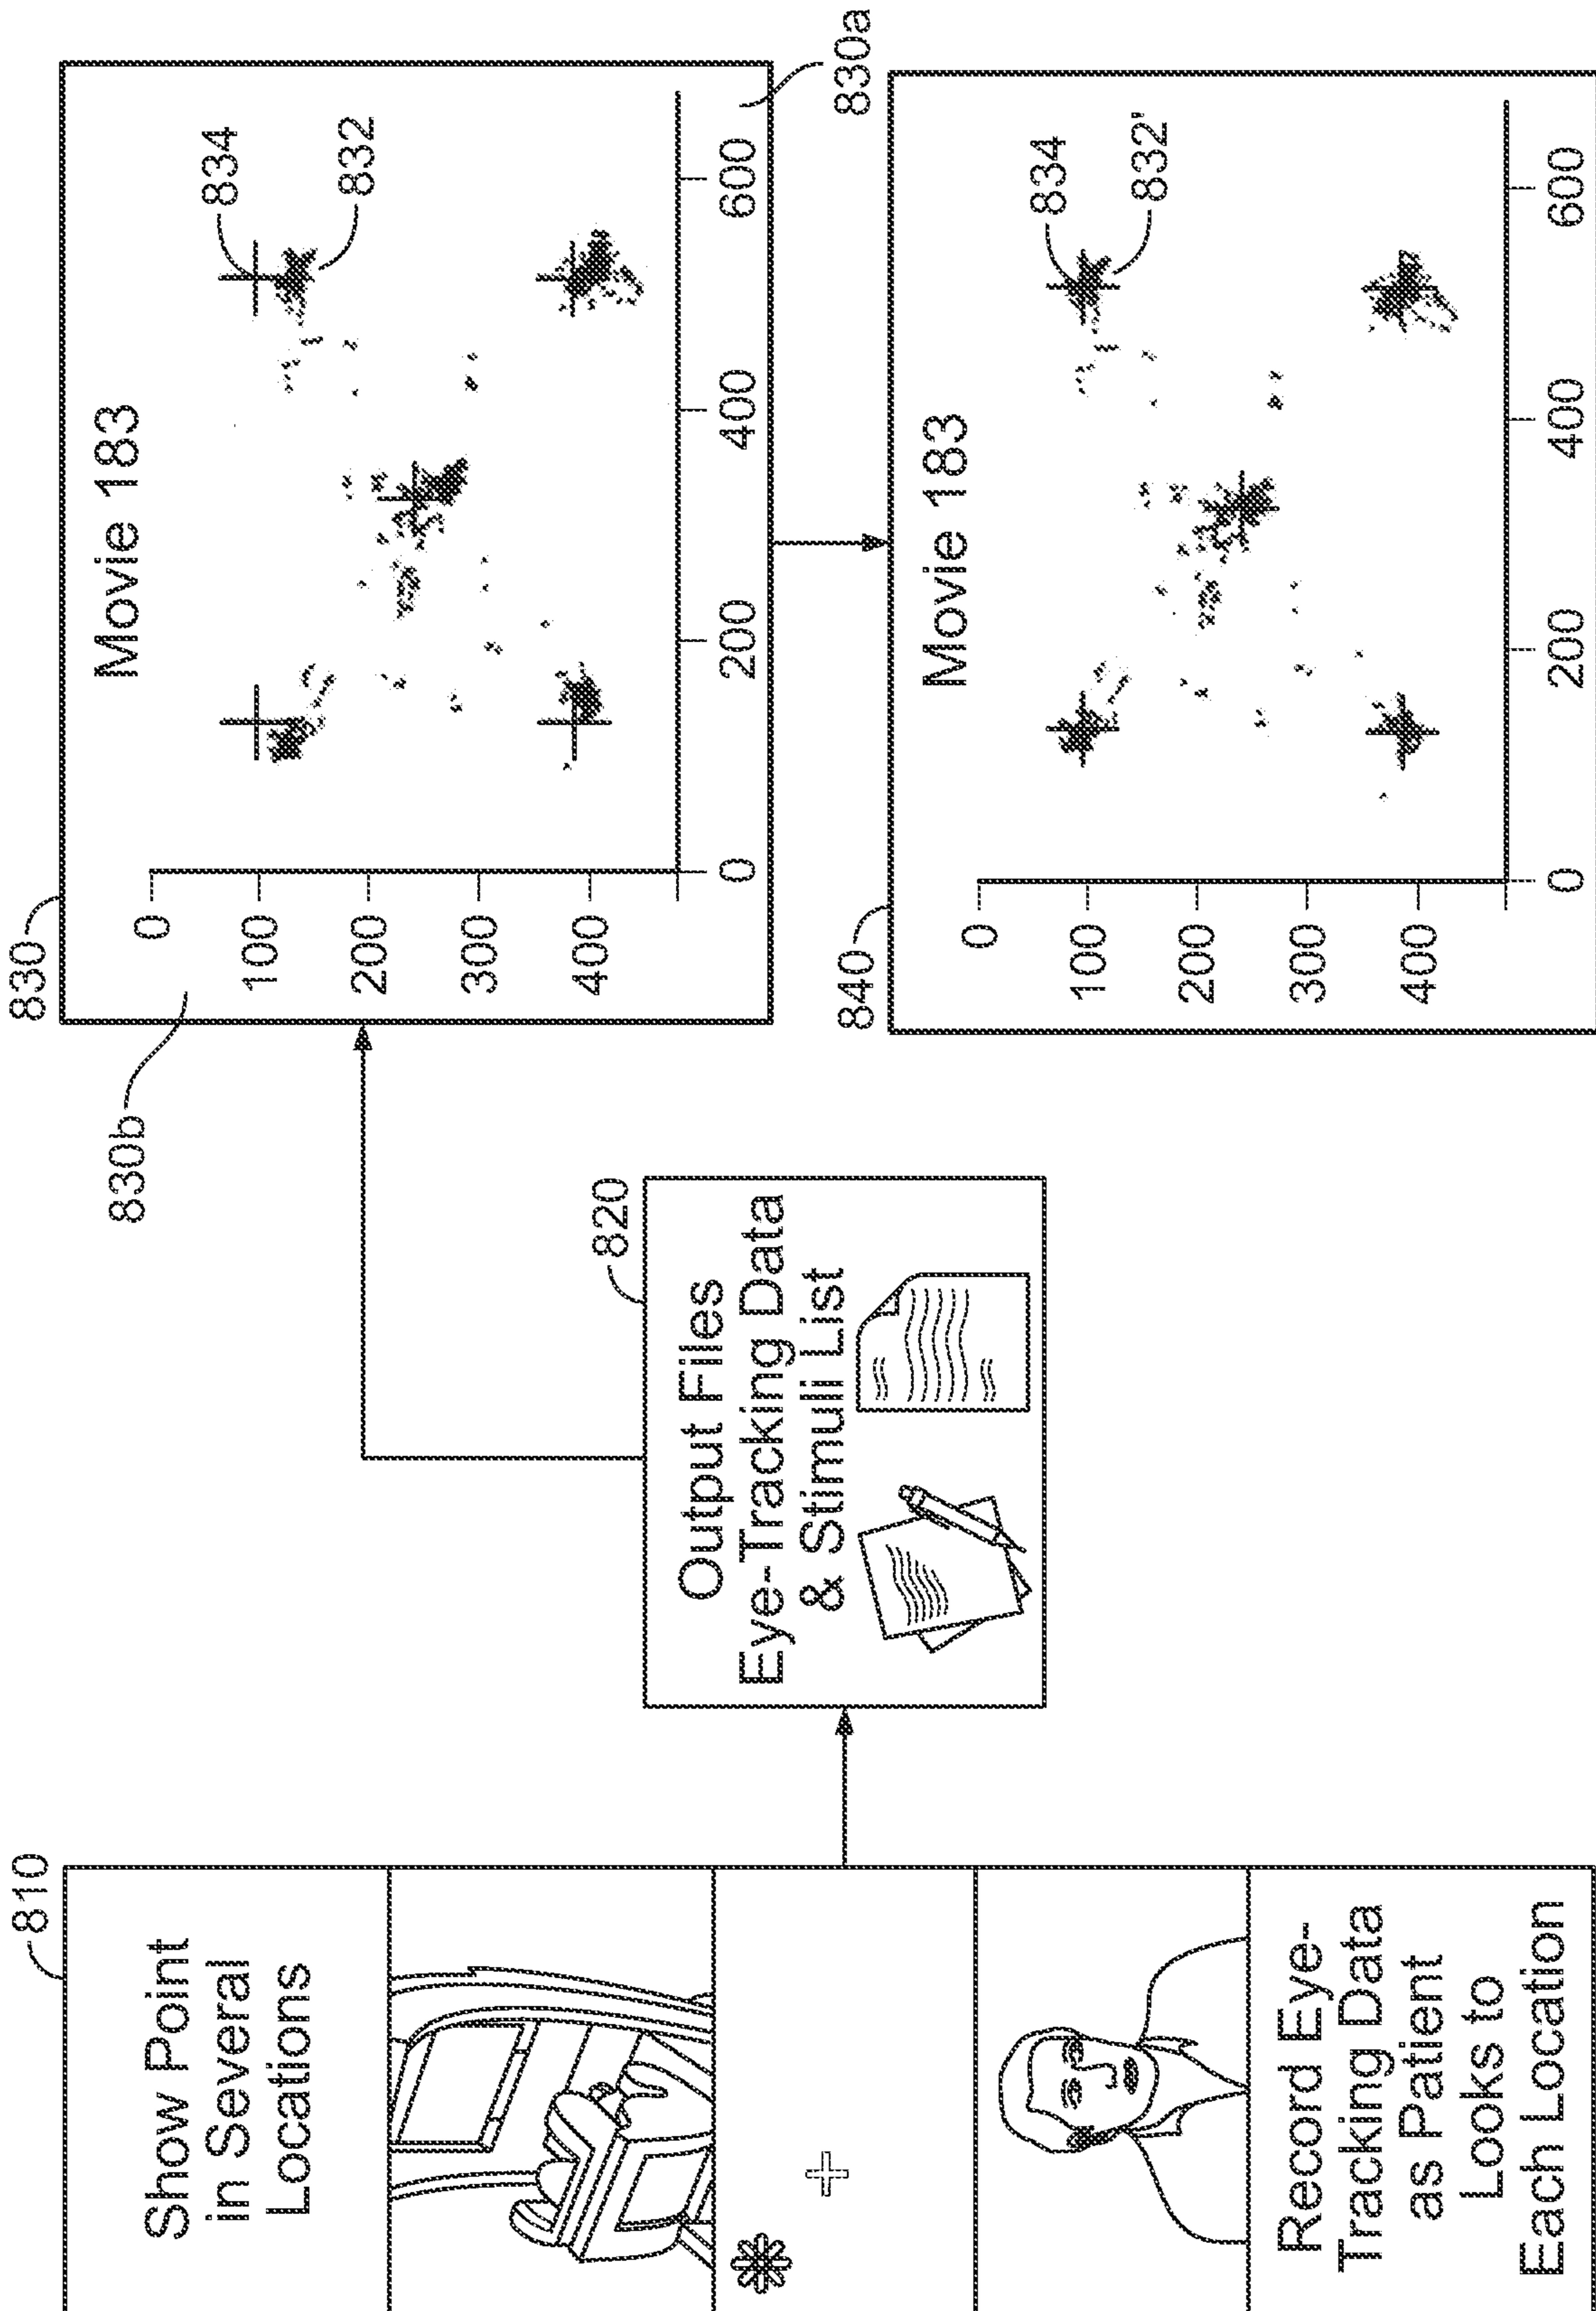 810
Show Point
in Several
Locations
Record Eye-
Tracking Data
as Patient
Looks to
Each Location
820
Output Files
Eye-Tracking Data
& Stimuli List
830
830b
Movie 183
834
832
0
100
200
300
400
0
200
400
600
830a
840
Movie 183
834
832'
0
100
200
300
400
0
200
400
600